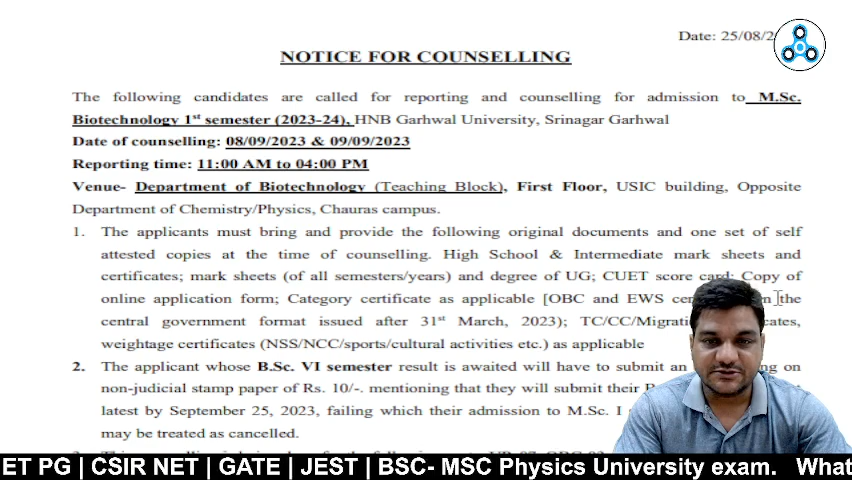 Date: 25/08/2
NOTICE FOR COUNSELLING
The following candidates are called for reporting and counselling for admission to M.Sc.
Biotechnology 1st semester (2023-24), HNB Garhwal University, Srinagar Garhwal
Date of counselling: 08/09/2023 & 09/09/2023
Reporting time: 11:00 AM to 04:00 PM
Venue- Department of Biotechnology (Teaching Block), First Floor, USIC building, Opposite
Department of Chemistry/Physics, Chauras campus.
1. The applicants must bring and provide the following original documents and one set of self
attested copies at the time of counselling. High School & Intermediate mark sheets and
certificates; mark sheets (of all semesters/years) and degree of UG; CUET score card; Copy of
online application form; Category certificate as applicable [OBC and EWS the
central government format issued after 31st March, 2023); TC/CC/Migration
weightage certificates (NSS/NCC/sports/cultural activities etc.) as applicable
2. The applicant whose B.Sc. VI semester result is awaited will have to submit an on
non-judicial stamp paper of Rs. 10/-. mentioning that they will submit their
latest by September 25, 2023, failing which their admission to M.Sc. I
may be treated as cancelled.
ET PG | CSIR NET | GATE | JEST | BSC- MSC Physics University exam. What